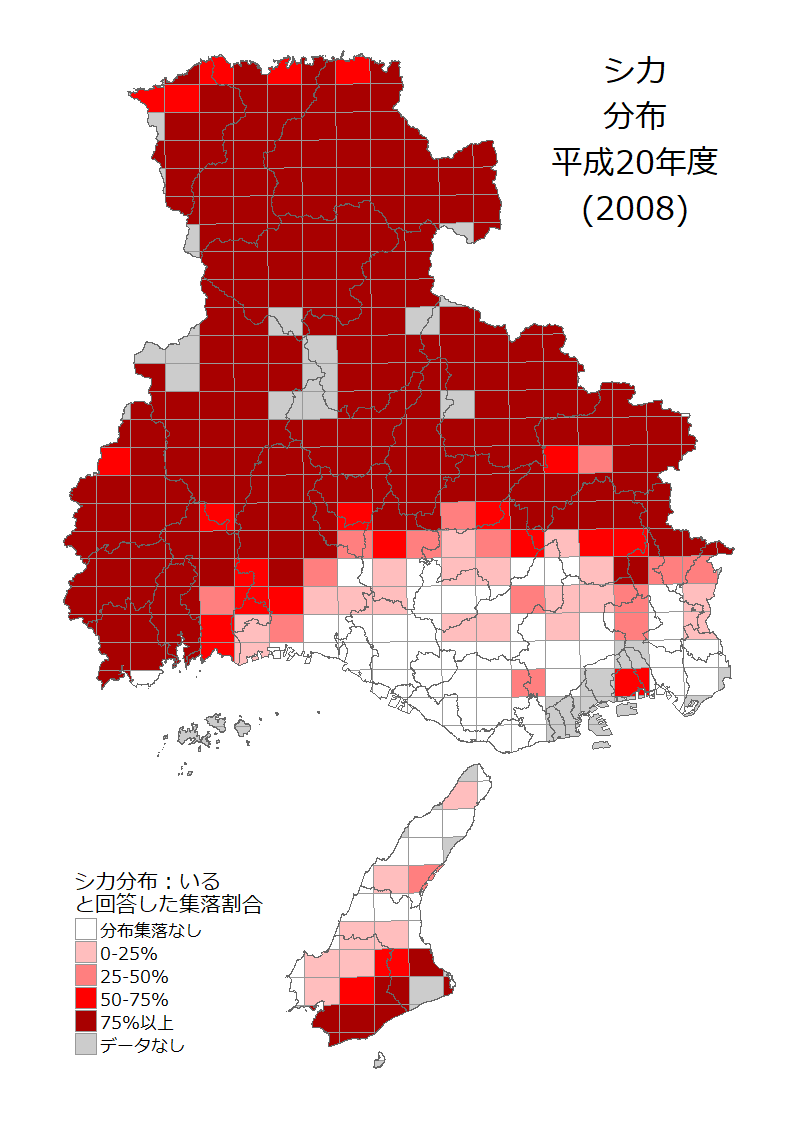 シカ
分布
平成20年度
(2008)
シカ分布：いる
と回答した集落割合
分布集落なし
0-25%
25-50%
50-75%
75%以上
データなし